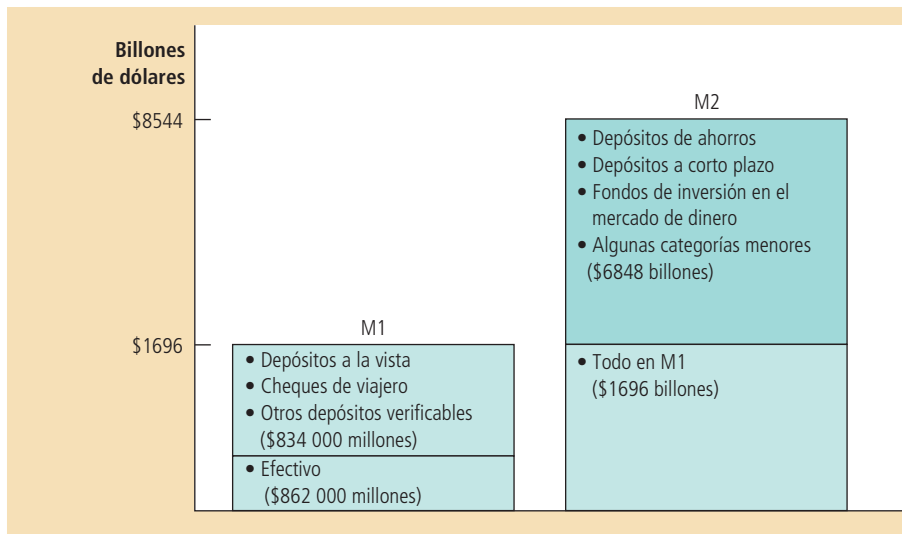 Billones
de dólares
$8544
$1696
M1
• Depósitos a la vista
• Cheques de viajero
• Otros depósitos verificables
($834 000 millones)
• Efectivo
($862 000 millones)
M2
• Depósitos de ahorros
• Depósitos a corto plazo
• Fondos de inversión en el
mercado de dinero
• Algunas categorías menores
($6848 billones)
• Todo en M1
($1696 billones)